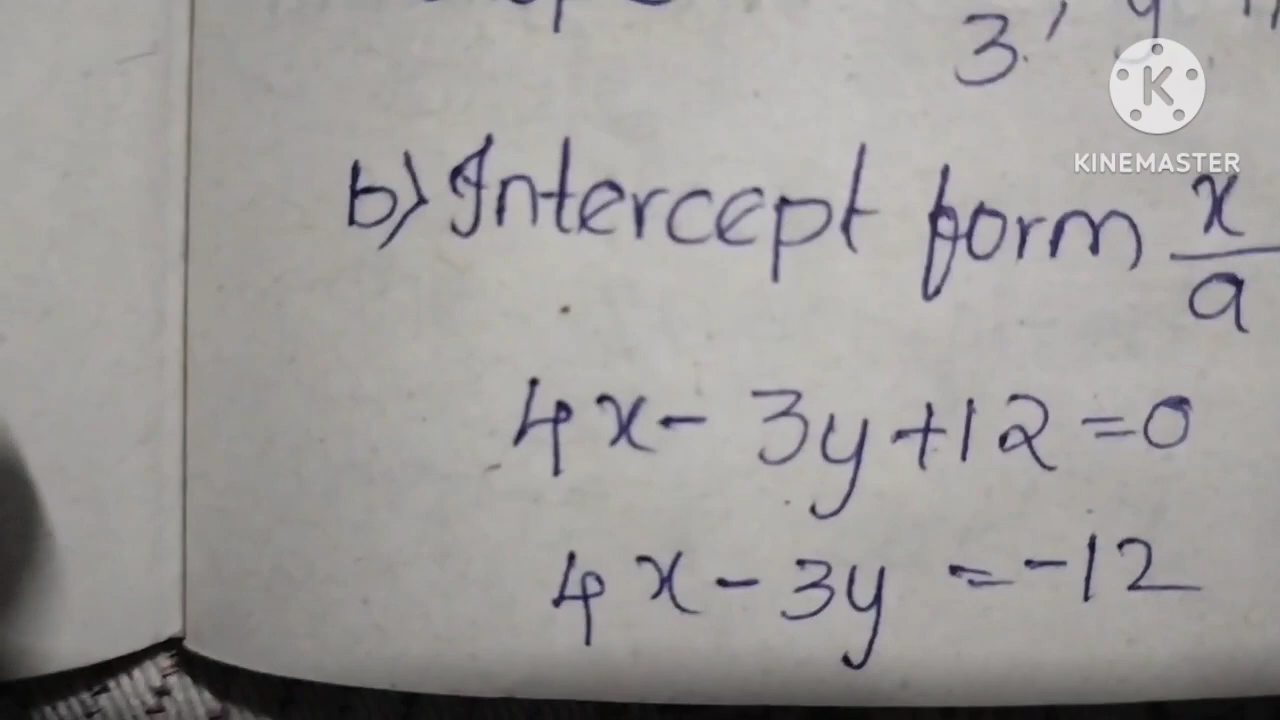 3, y
K
KINEMASTER
b) Intercept form x/a
4x - 3y + 12 = 0
4x - 3y = -12